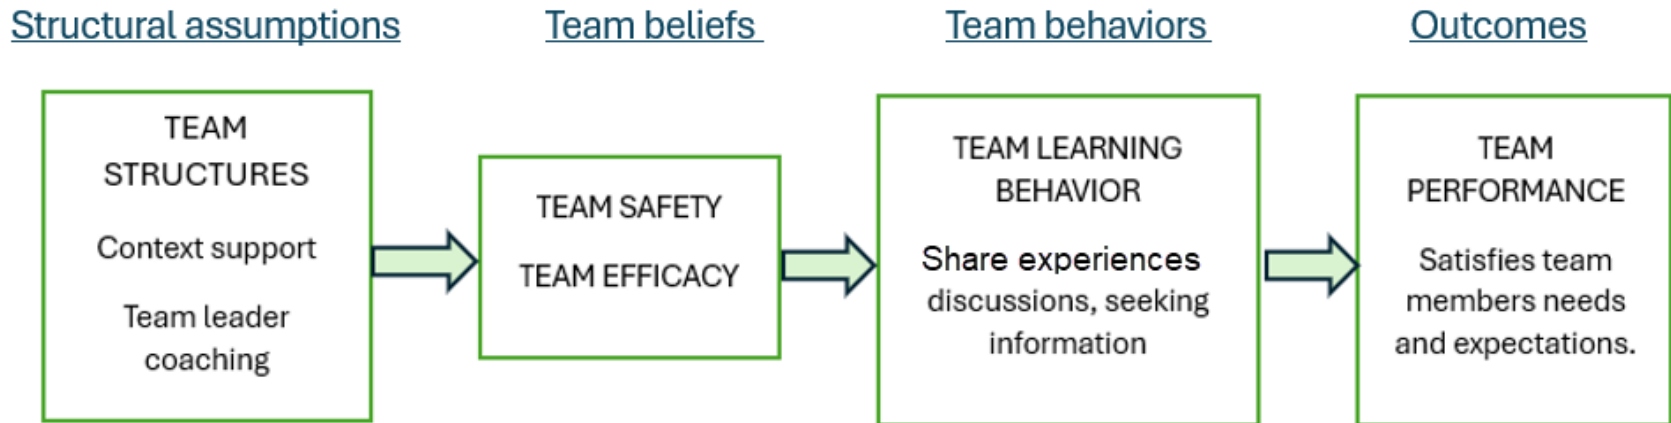 Structural assumptions
Team beliefs
Team behaviors
Outcomes
TEAM
STRUCTURES
Context support
Team leader
coaching
TEAM SAFETY
TEAM EFFICACY
TEAM LEARNING
BEHAVIOR
Share experiences
discussions, seeking
information
TEAM
PERFORMANCE
Satisfies team
members needs
and expectations.